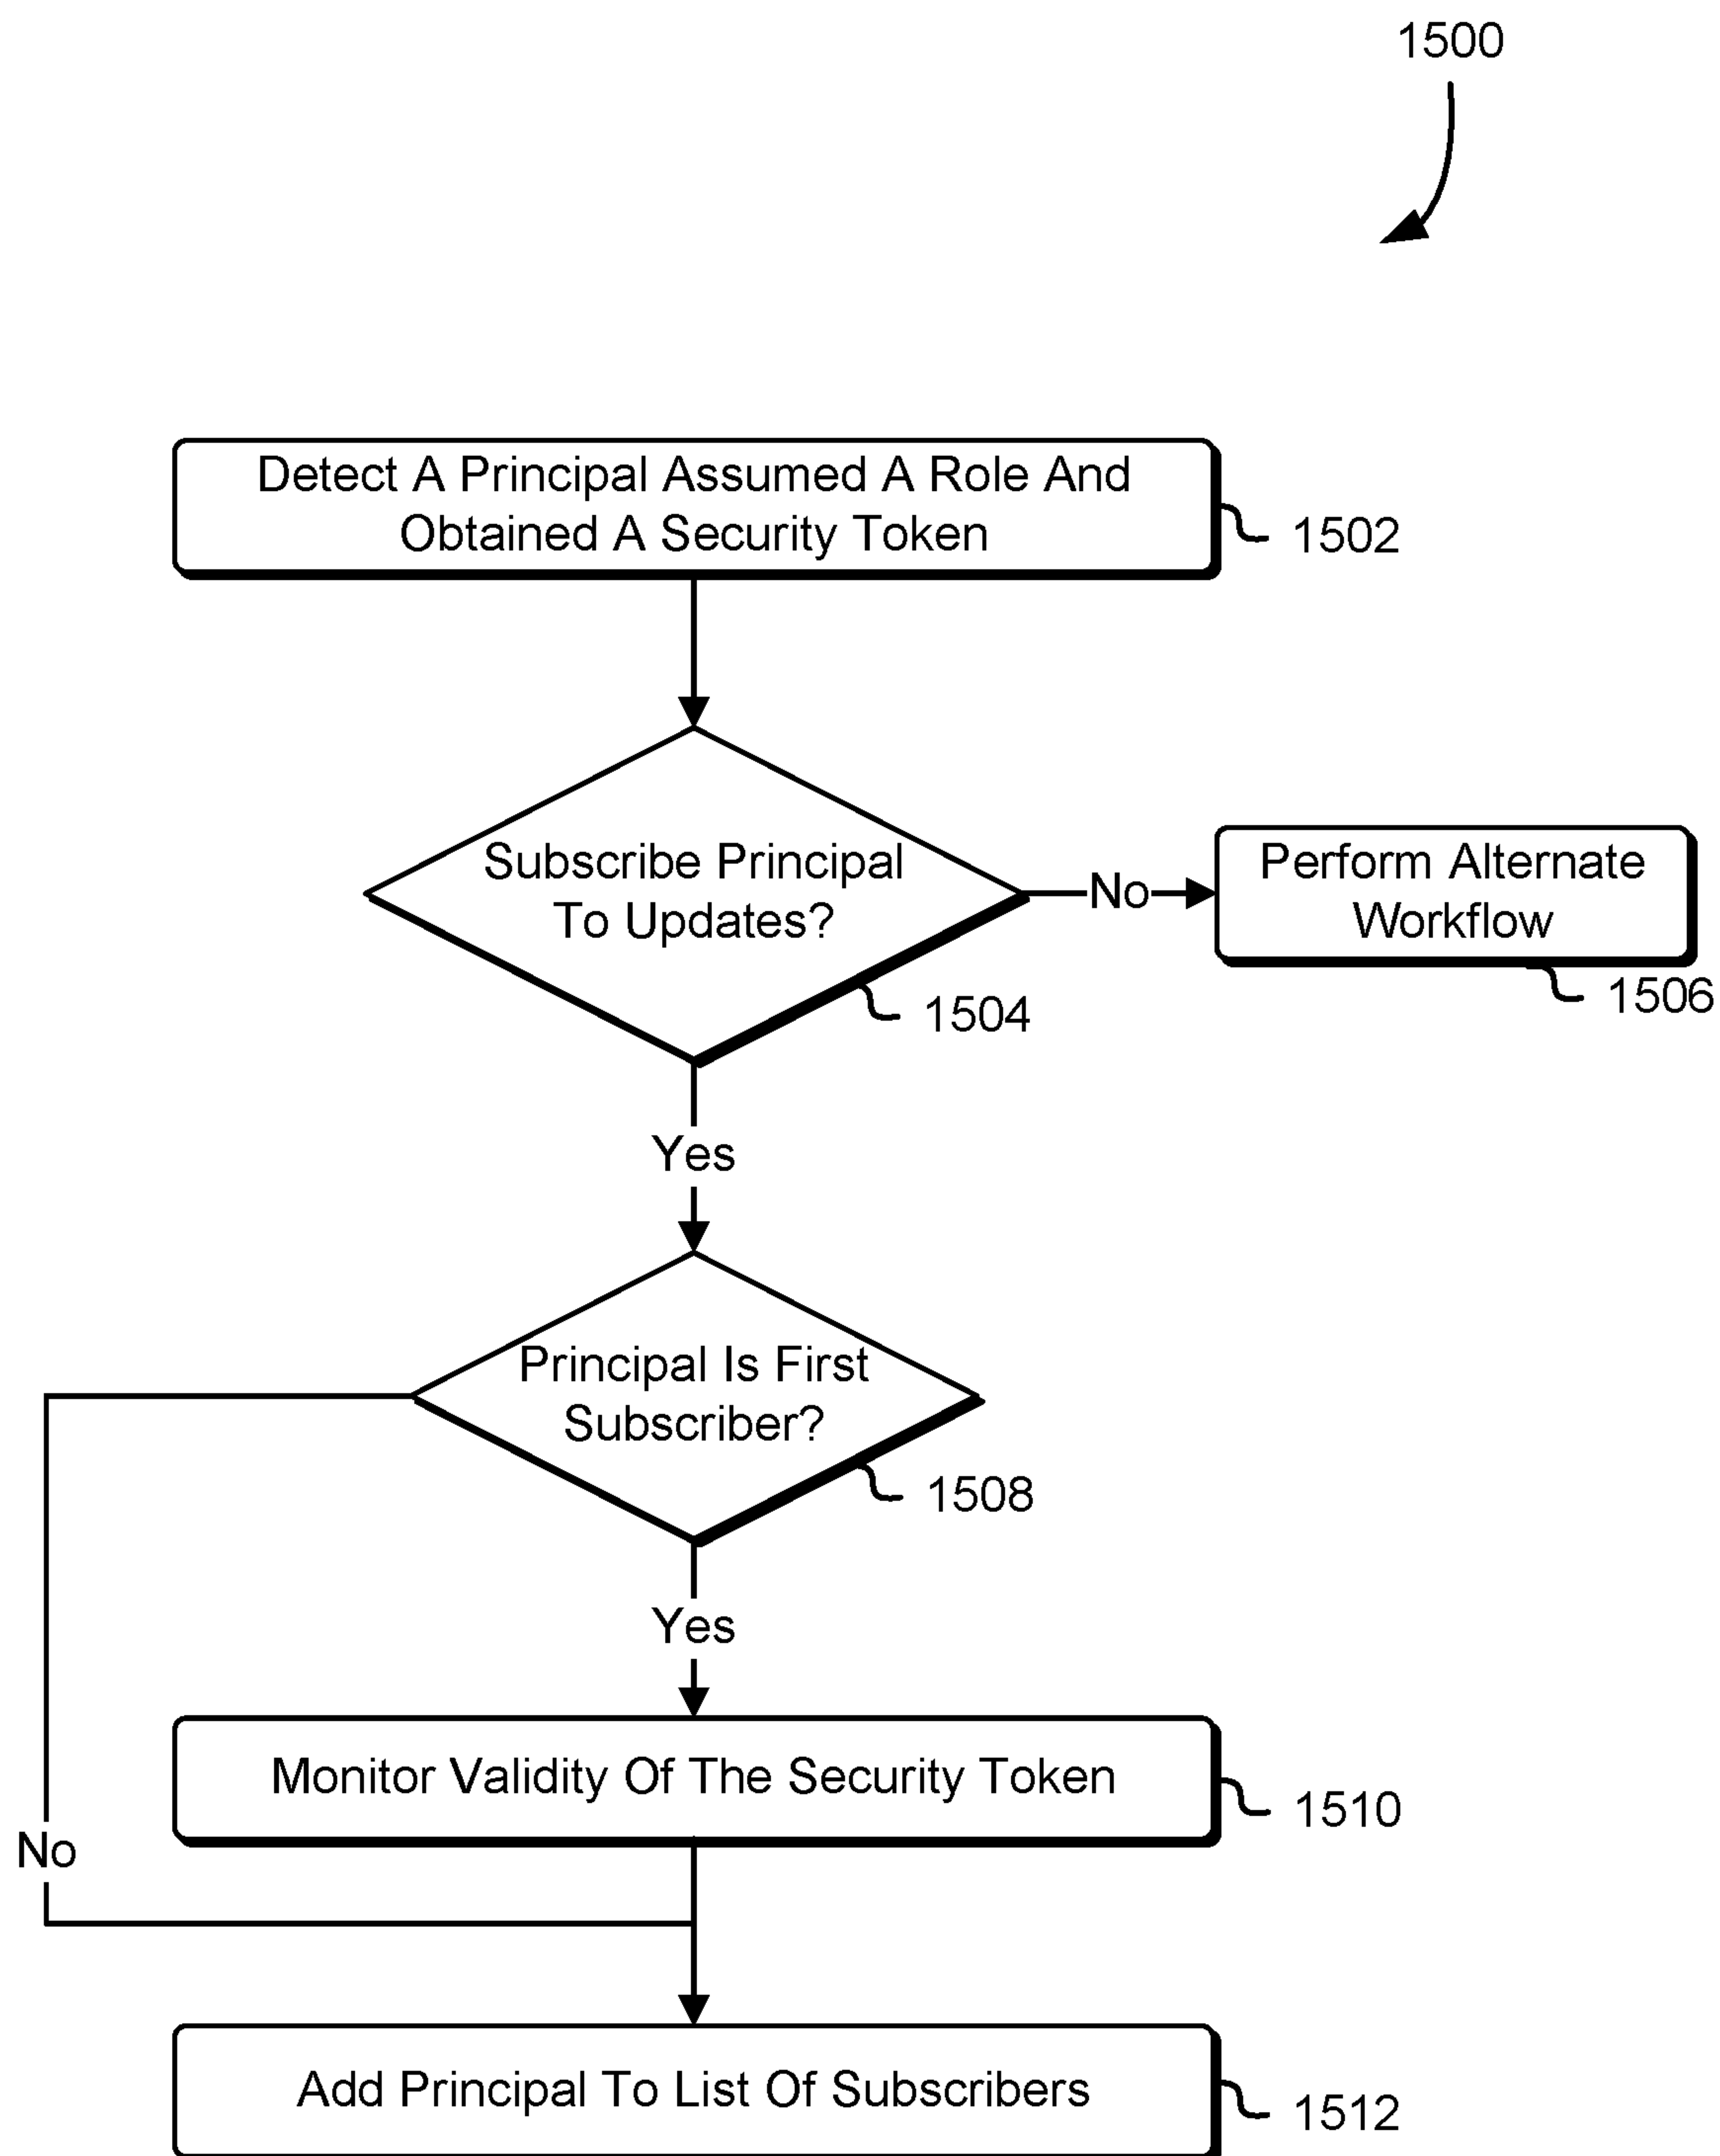 1500
Detect A Principal Assumed A Role And
Obtained A Security Token
1502
Subscribe Principal
To Updates?
1504
No
Perform Alternate
Workflow
1506
Yes
Principal Is First
Subscriber?
1508
Yes
Monitor Validity Of The Security Token
1510
No
Add Principal To List Of Subscribers
1512